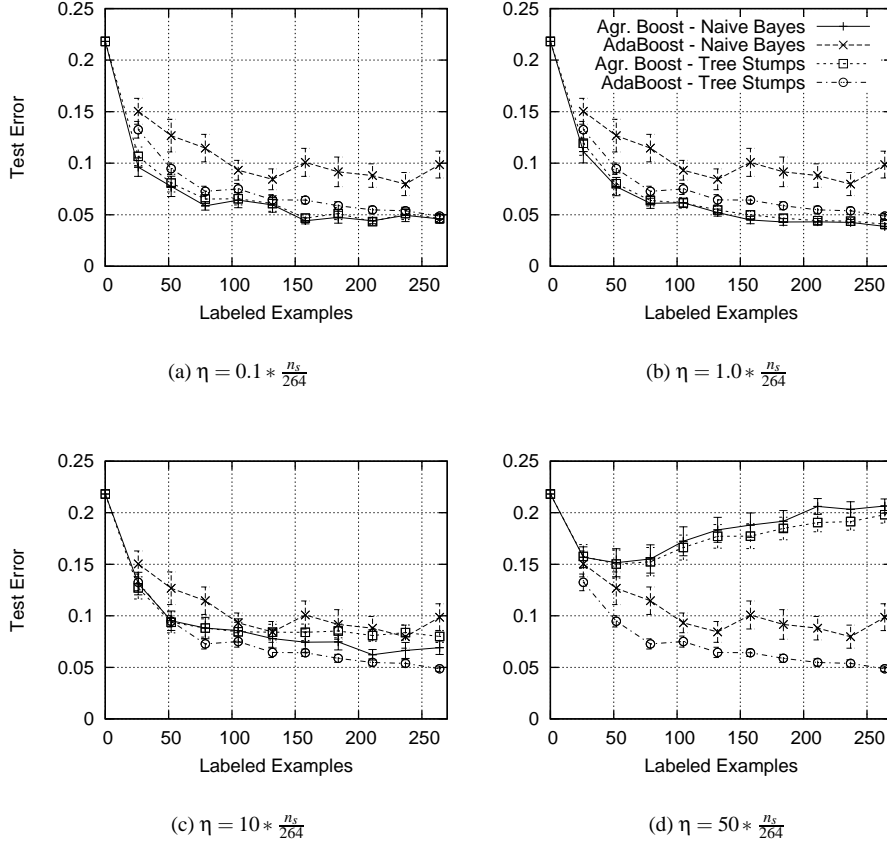 0.25
0.2
0.15
0.1
0.05
0
0 50 100 150 200 250
Test Error
Labeled Examples
(a) η = 0.1 * n_s/264
0.25
0.2
0.15
0.1
0.05
0
0 50 100 150 200 250
Labeled Examples
Agr. Boost - Naive Bayes
AdaBoost - Naive Bayes
Agr. Boost - Tree Stumps
AdaBoost - Tree Stumps
(b) η = 1.0 * n_s/264
0.25
0.2
0.15
0.1
0.05
0
0 50 100 150 200 250
Test Error
Labeled Examples
(c) η = 10 * n_s/264
0.25
0.2
0.15
0.1
0.05
0
0 50 100 150 200 250
Labeled Examples
(d) η = 50 * n_s/264